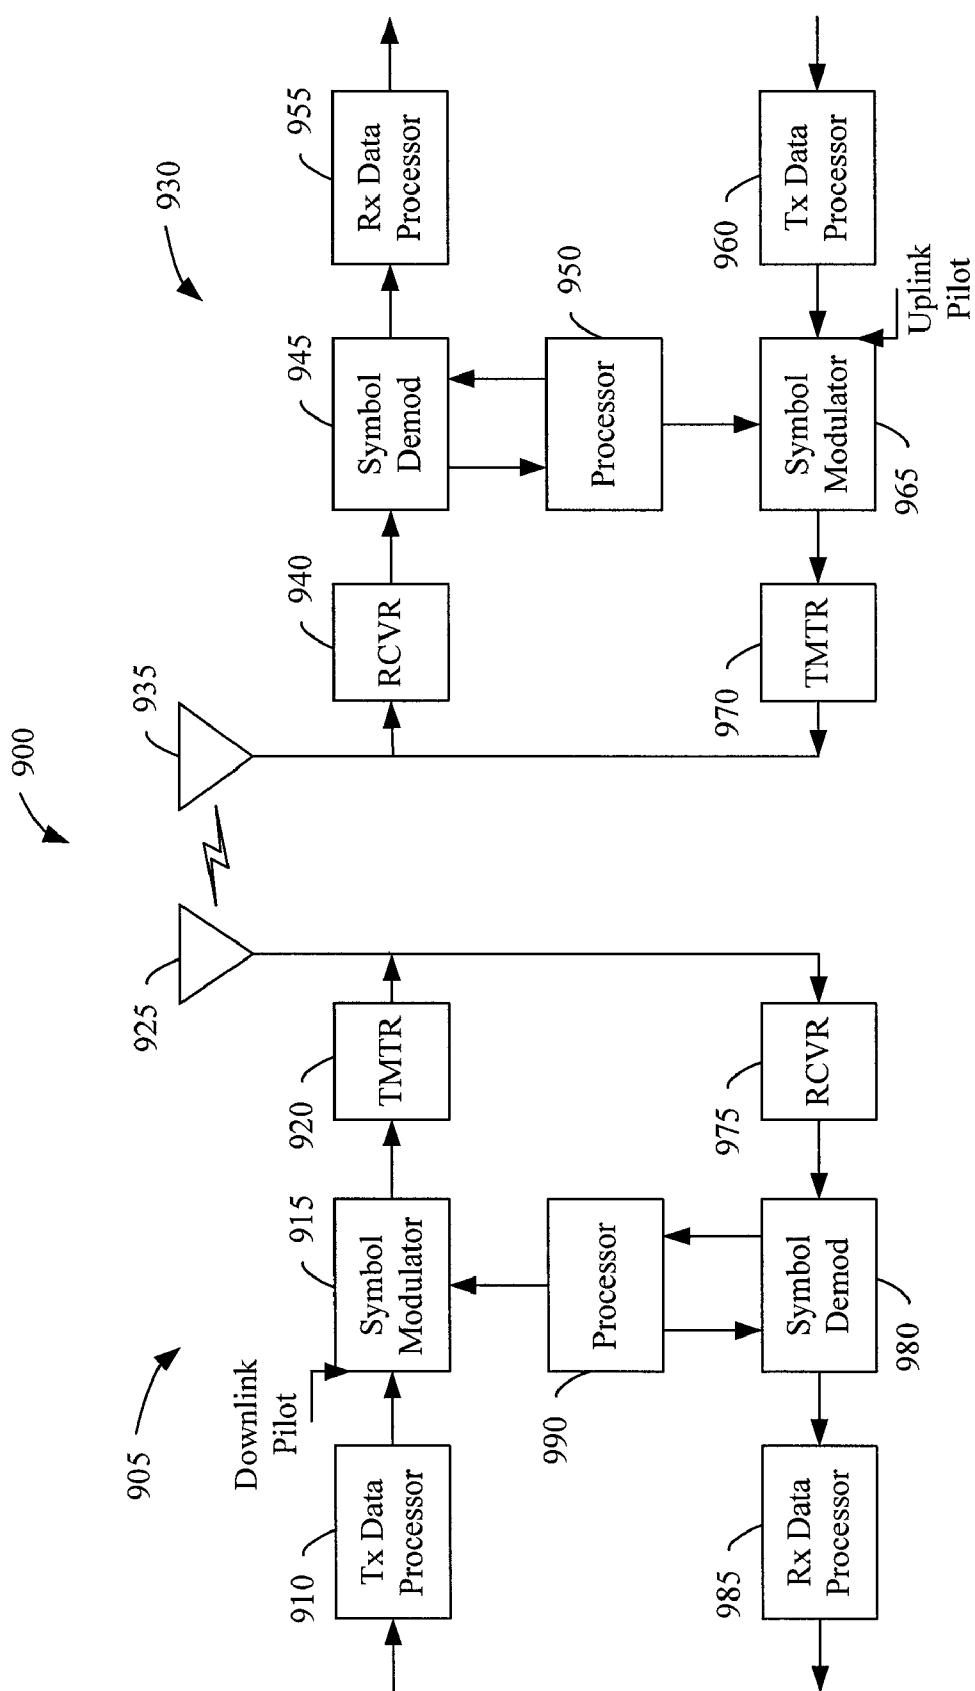 900
905
930
925
935
Downlink
Pilot
910
Tx Data
Processor
915
Symbol
Modulator
920
TMTR
940
RCVR
945
Symbol
Demod
955
Rx Data
Processor
990
Processor
950
Processor
985
Rx Data
Processor
980
Symbol
Demod
975
RCVR
970
TMTR
965
Symbol
Modulator
960
Tx Data
Processor
Uplink
Pilot